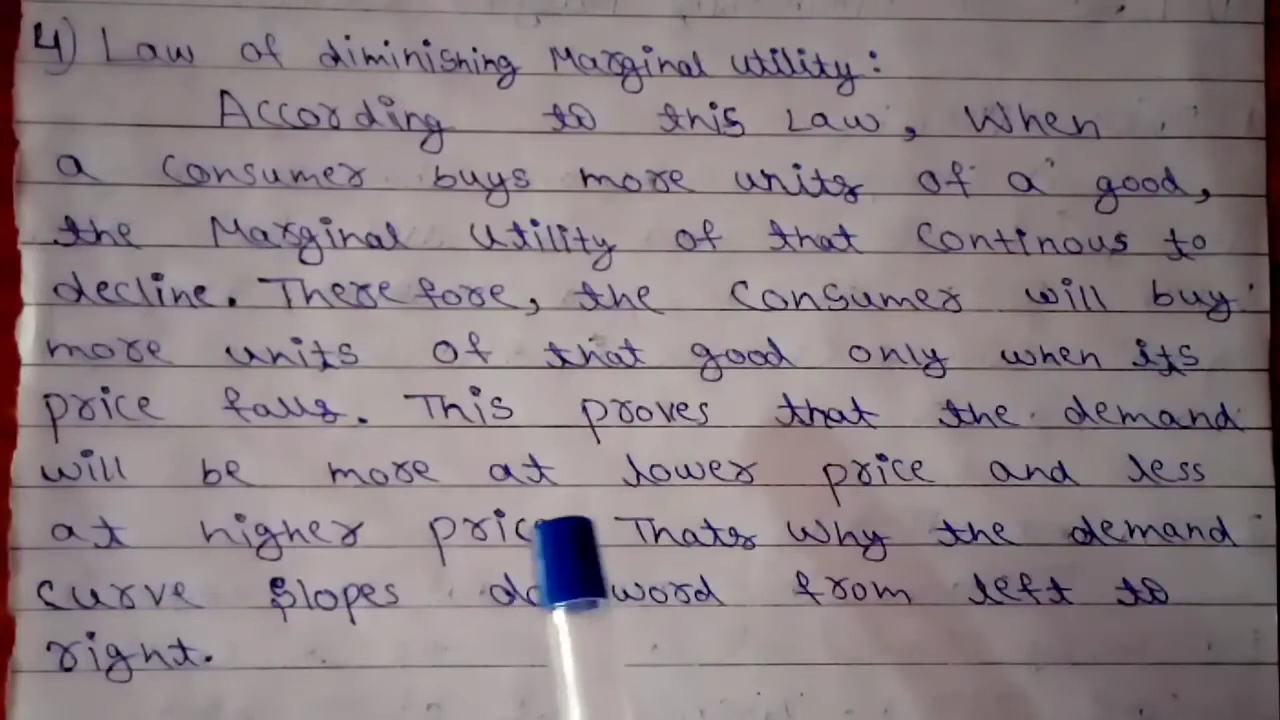 4) Law of diminishing Marginal utility:
According to this Law, When
a consumer buys more units of a good,
the Marginal Utility of that continous to
decline. Therefore, the consumer will buy
more units of that good only when its
price falls. This proves that the demand
will be more at lower price and less
at higher Thats why the demand
curve slopes from left to
right.